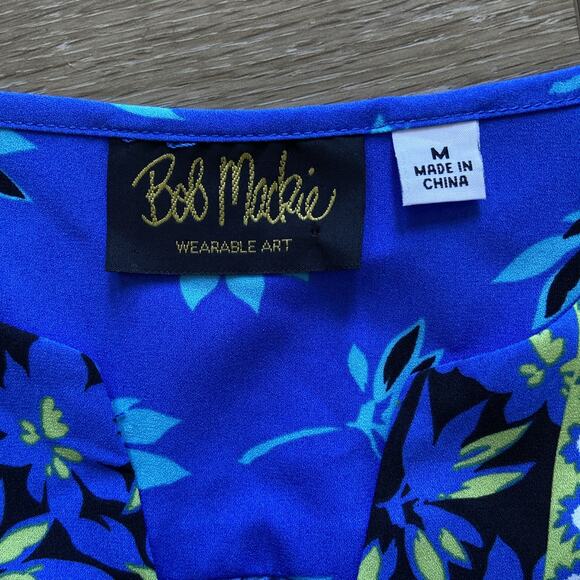 Bob Mackie
WEARABLE ART
M
MADE IN
CHINA